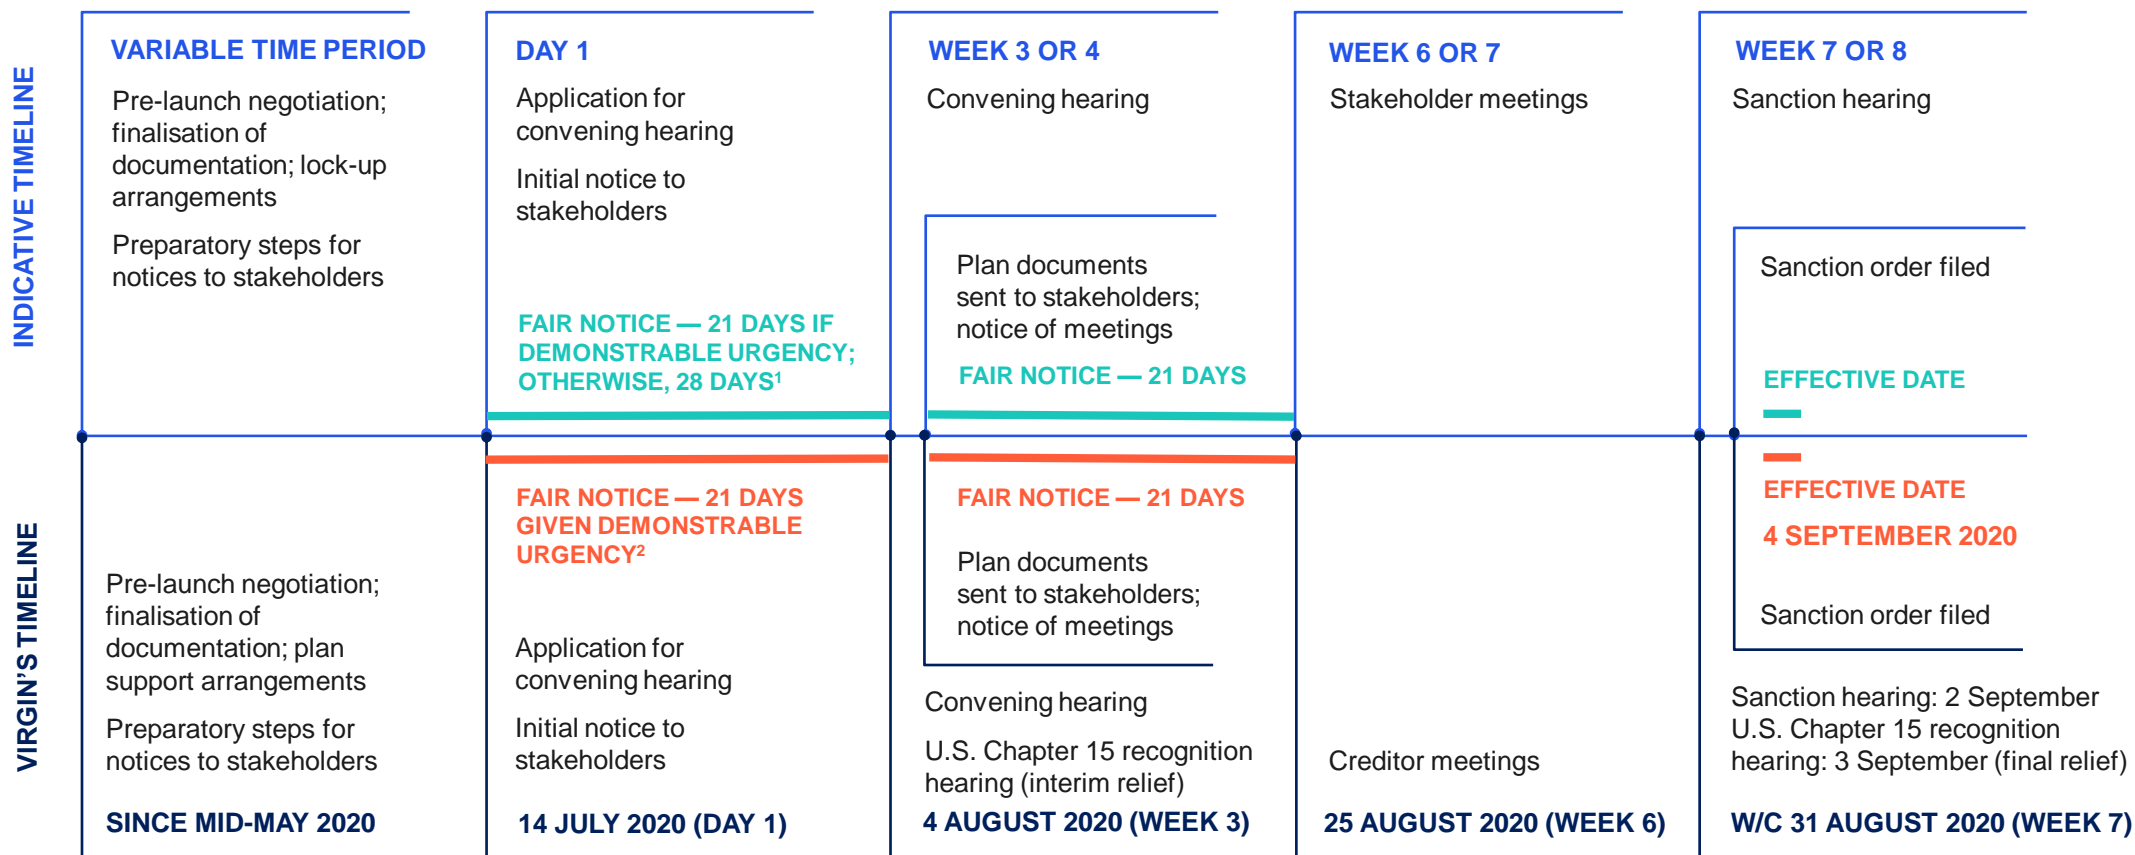 INDICATIVE TIMELINE
VARIABLE TIME PERIOD
Pre-launch negotiation;
finalisation of
documentation; lock-up
arrangements
Preparatory steps for
notices to stakeholders
DAY 1
Application for
convening hearing
Initial notice to
stakeholders
FAIR NOTICE — 21 DAYS IF
DEMONSTRABLE URGENCY;
OTHERWISE, 28 DAYS¹
WEEK 3 OR 4
Convening hearing
Plan documents
sent to stakeholders;
notice of meetings
FAIR NOTICE — 21 DAYS
WEEK 6 OR 7
Stakeholder meetings
WEEK 7 OR 8
Sanction hearing
Sanction order filed
EFFECTIVE DATE
VIRGIN'S TIMELINE
Pre-launch negotiation;
finalisation of
documentation; plan
support arrangements
Preparatory steps for
notices to stakeholders
SINCE MID-MAY 2020
FAIR NOTICE — 21 DAYS
GIVEN DEMONSTRABLE
URGENCY²
Application for
convening hearing
Initial notice to
stakeholders
14 JULY 2020 (DAY 1)
FAIR NOTICE — 21 DAYS
Plan documents
sent to stakeholders;
notice of meetings
Convening hearing
U.S. Chapter 15 recognition
hearing (interim relief)
4 AUGUST 2020 (WEEK 3)
Creditor meetings
25 AUGUST 2020 (WEEK 6)
EFFECTIVE DATE
4 SEPTEMBER 2020
Sanction order filed
Sanction hearing: 2 September
U.S. Chapter 15 recognition
hearing: 3 September (final relief)
W/C 31 AUGUST 2020 (WEEK 7)